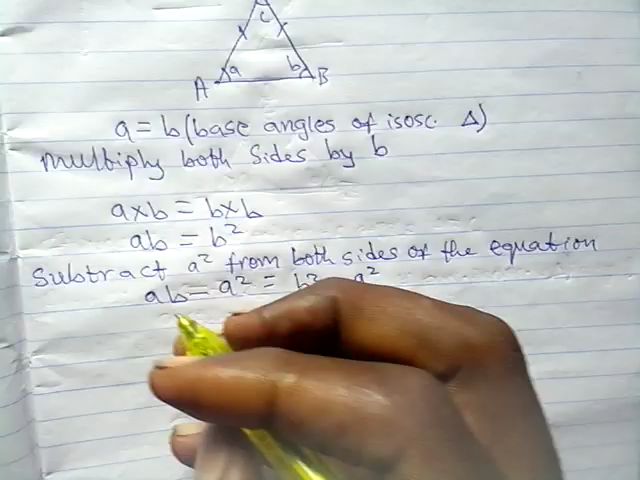 C
a b
A B
a = b (base angles of isosc. Δ)
multiply both sides by b
a x b = b x b
ab = b²
Subtract a² from both sides of the equation
ab - a² = b² - a²